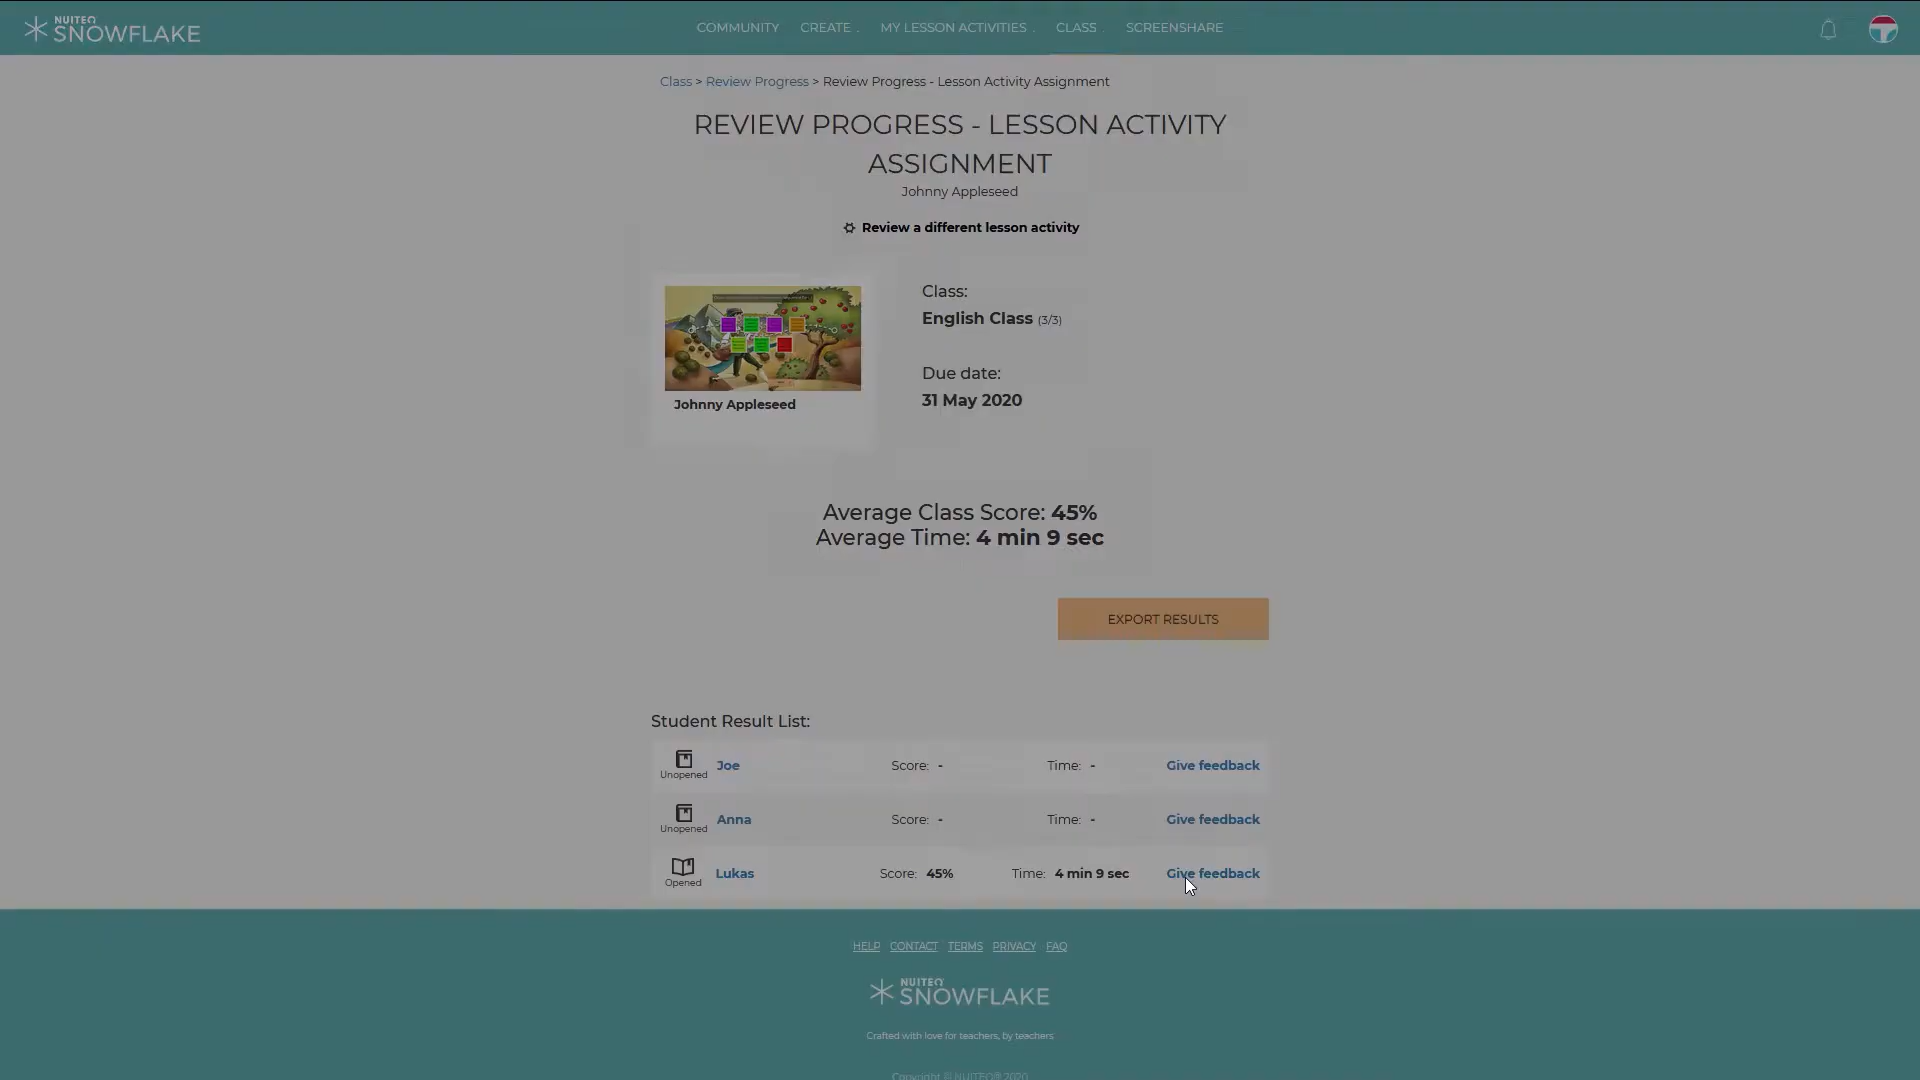 NUITEQ
SNOWFLAKE
COMMUNITY CREATE MY LESSON ACTIVITIES CLASS SCREENSHARE
Class > Review Progress > Review Progress - Lesson Activity Assignment
REVIEW PROGRESS - LESSON ACTIVITY
ASSIGNMENT
Johnny Appleseed
Review a different lesson activity
Class:
English Class (3/3)
Due date:
31 May 2020
Johnny Appleseed
Average Class Score: 45%
Average Time: 4 min 9 sec
EXPORT RESULTS
Student Result List:
Unopened Joe Score: - Time: - Give feedback
Unopened Anna Score: - Time: - Give feedback
Opened Lukas Score: 45% Time: 4 min 9 sec Give feedback
HELP CONTACT TERMS PRIVACY FAQ
NUITEQ
SNOWFLAKE
Crafted with love for teachers, by teachers
Copyright NUITEQ® 2020